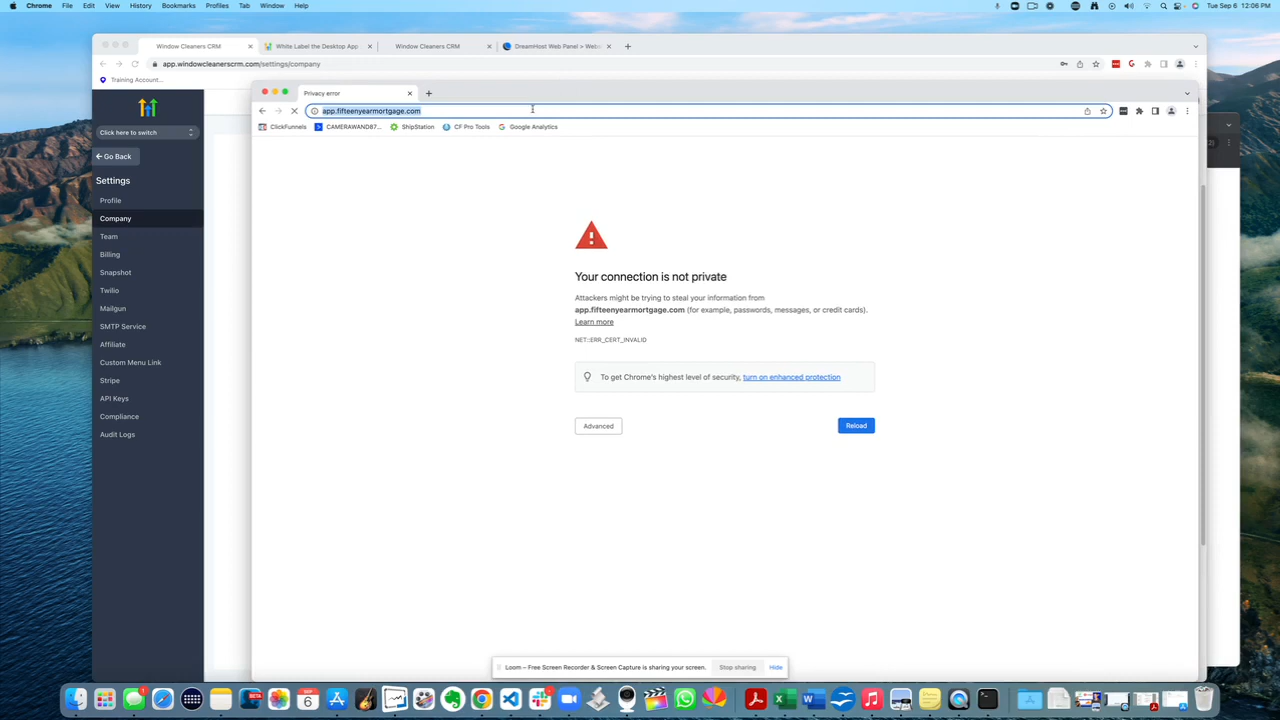 Chrome File Edit View History Bookmarks Profiles Tab Window Help
Tue Sep 6 12:06 PM
Window Cleaners CRM
White Label the Desktop App
Window Cleaners CRM
DreamHost Web Panel > Webs
app.windowcleanerscrm.com/settings/company
Training Account...
Privacy error
app.fifteenyearmortgage.com
ClickFunnels
CAMERAWAND87...
ShipStation
CF Pro Tools
Google Analytics
Click here to switch
Go Back
Settings
Profile
Company
Team
Billing
Snapshot
Twilio
Mailgun
SMTP Service
Affiliate
Custom Menu Link
Stripe
API Keys
Compliance
Audit Logs
Your connection is not private
Attackers might be trying to steal your information from
app.fifteenyearmortgage.com (for example, passwords, messages, or credit cards).
Learn more
NET::ERR_CERT_INVALID
To get Chrome's highest level of security, turn on enhanced protection
Advanced
Reload
Loom – Free Screen Recorder & Screen Capture is sharing your screen.
Stop sharing
Hide